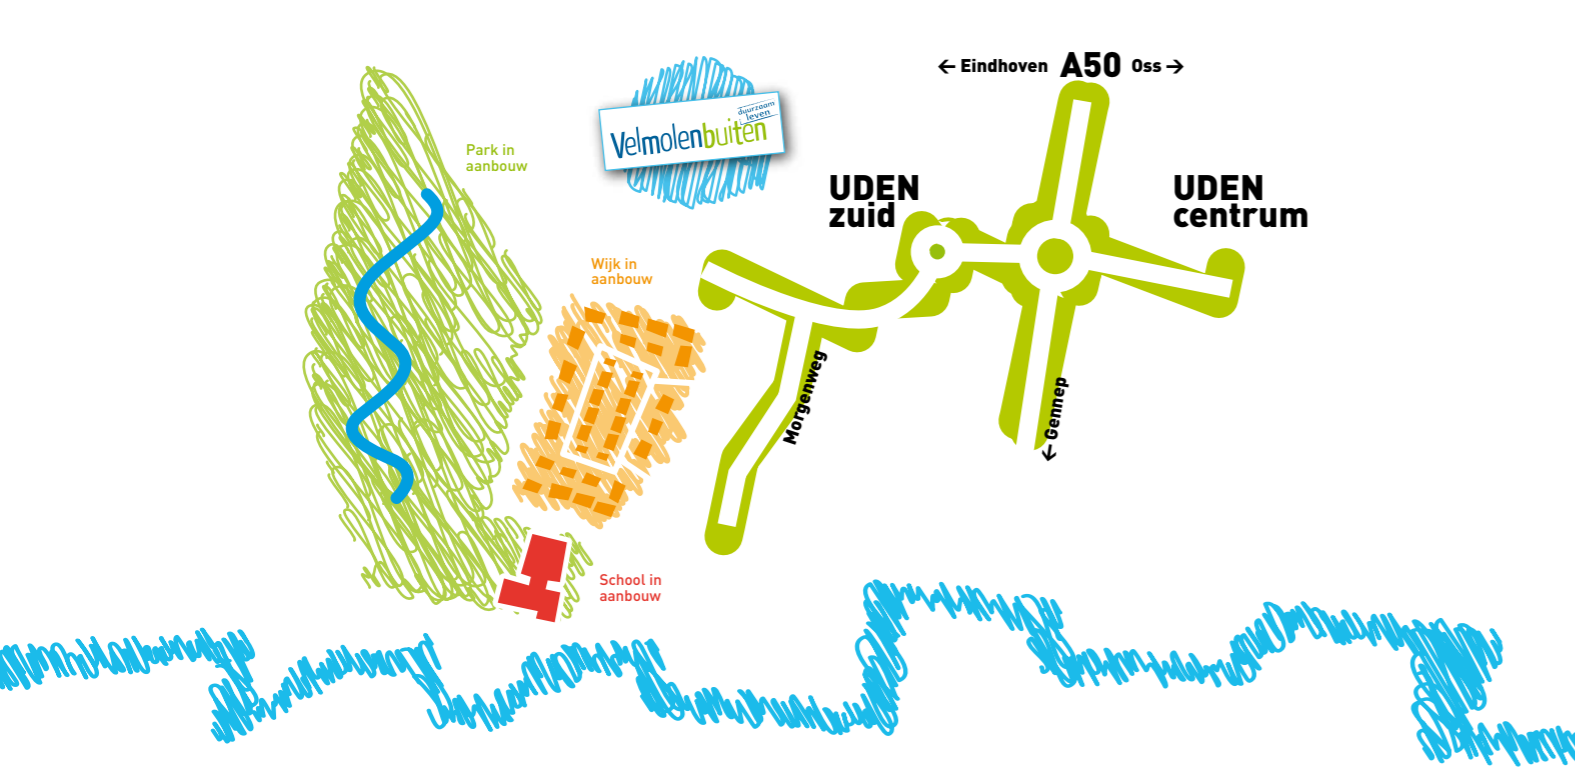 ← Eindhoven A50 Oss →
duurzaam
leven
Velmolenbuiten
Park in
aanbouw
UDEN
zuid
UDEN
centrum
Wijk in
aanbouw
Morgenweg
← Gennep
School in
aanbouw